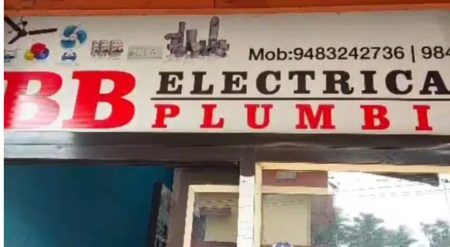 Mob:9483242736 | 984
BB ELECTRICA
PLUMBI